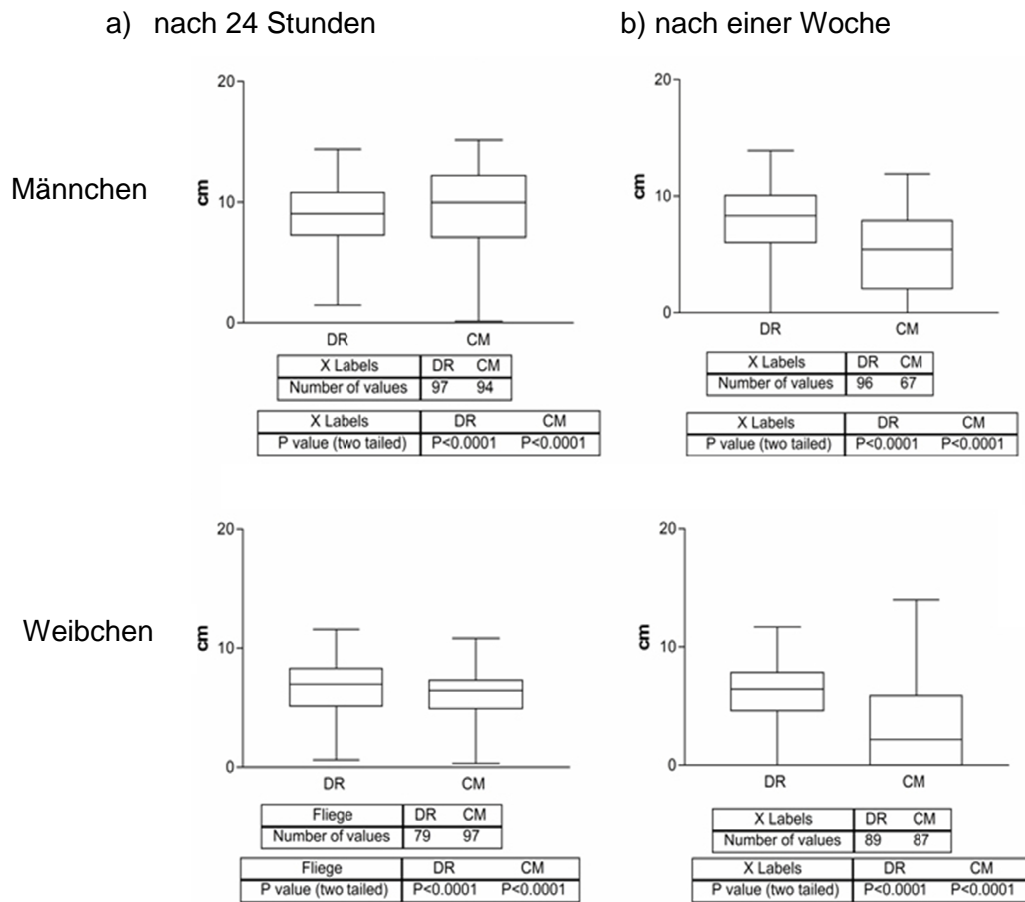 a) nach 24 Stunden
b) nach einer Woche
Männchen
cm
20
10
0
DR CM
X Labels DR CM
Number of values 97 94
X Labels DR CM
P value (two tailed) P<0.0001 P<0.0001
cm
20
10
0
DR CM
X Labels DR CM
Number of values 96 67
X Labels DR CM
P value (two tailed) P<0.0001 P<0.0001
Weibchen
cm
20
10
0
DR CM
Fliege DR CM
Number of values 79 97
Fliege DR CM
P value (two tailed) P<0.0001 P<0.0001
cm
20
10
0
DR CM
X Labels DR CM
Number of values 89 87
X Labels DR CM
P value (two tailed) P<0.0001 P<0.0001